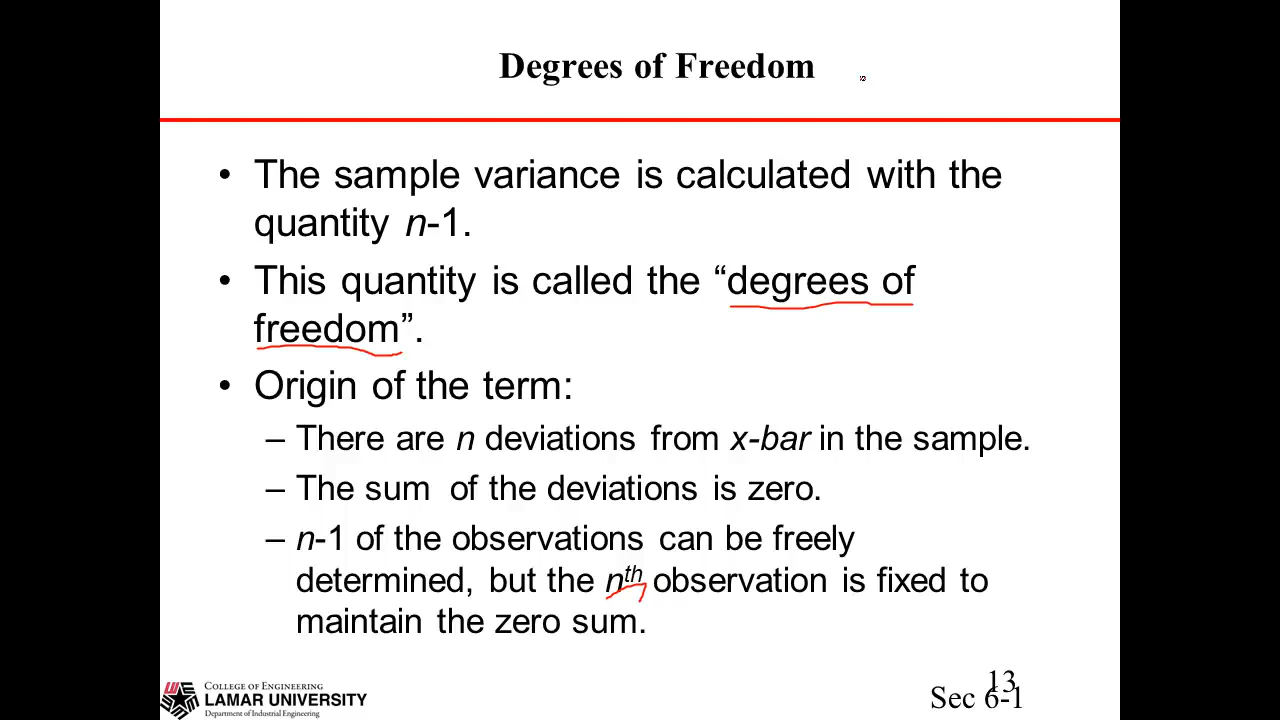 Degrees of Freedom
• The sample variance is calculated with the
quantity n-1.
• This quantity is called the “degrees of
freedom”.
• Origin of the term:
– There are n deviations from x-bar in the sample.
– The sum of the deviations is zero.
– n-1 of the observations can be freely
determined, but the nth observation is fixed to
maintain the zero sum.
COLLEGE OF ENGINEERING
LAMAR UNIVERSITY
Department of Industrial Engineering
13
Sec 6-1